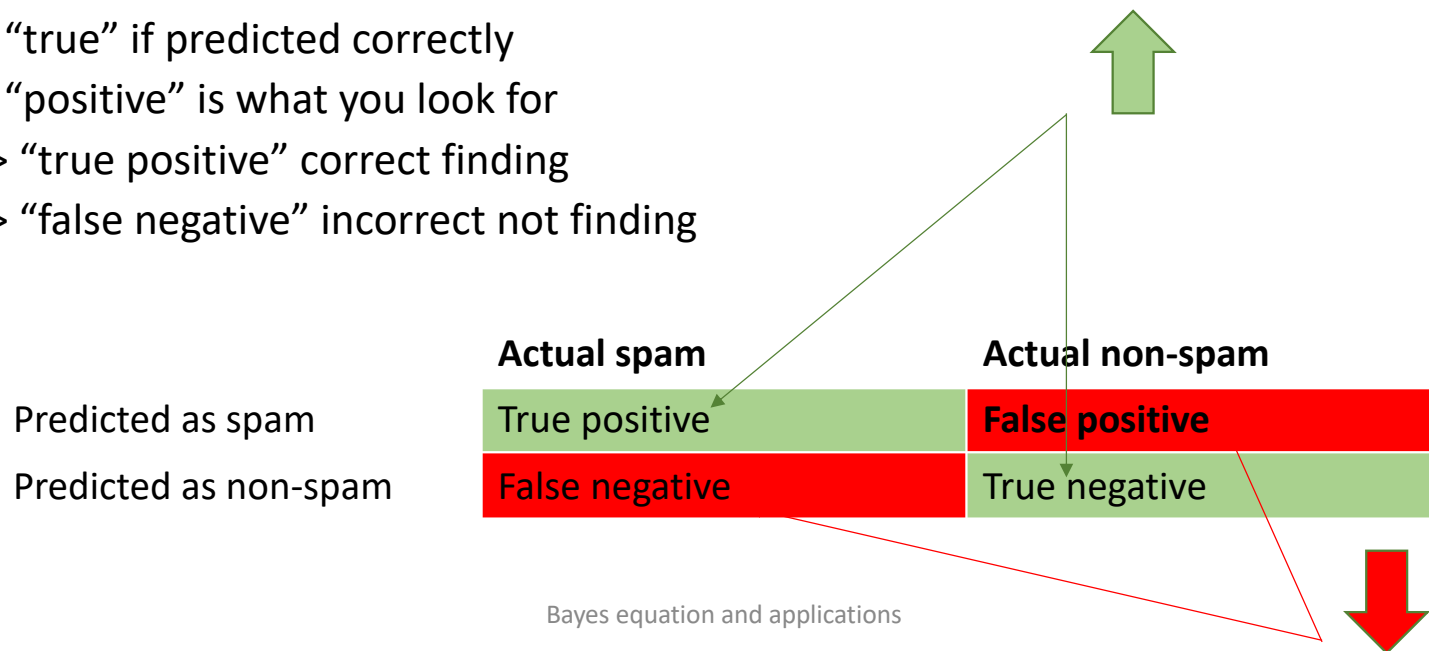 “true” if predicted correctly
“positive” is what you look for
> “true positive” correct finding
> “false negative” incorrect not finding
Actual spam Actual non-spam
Predicted as spam True positive False positive
Predicted as non-spam False negative True negative
Bayes equation and applications